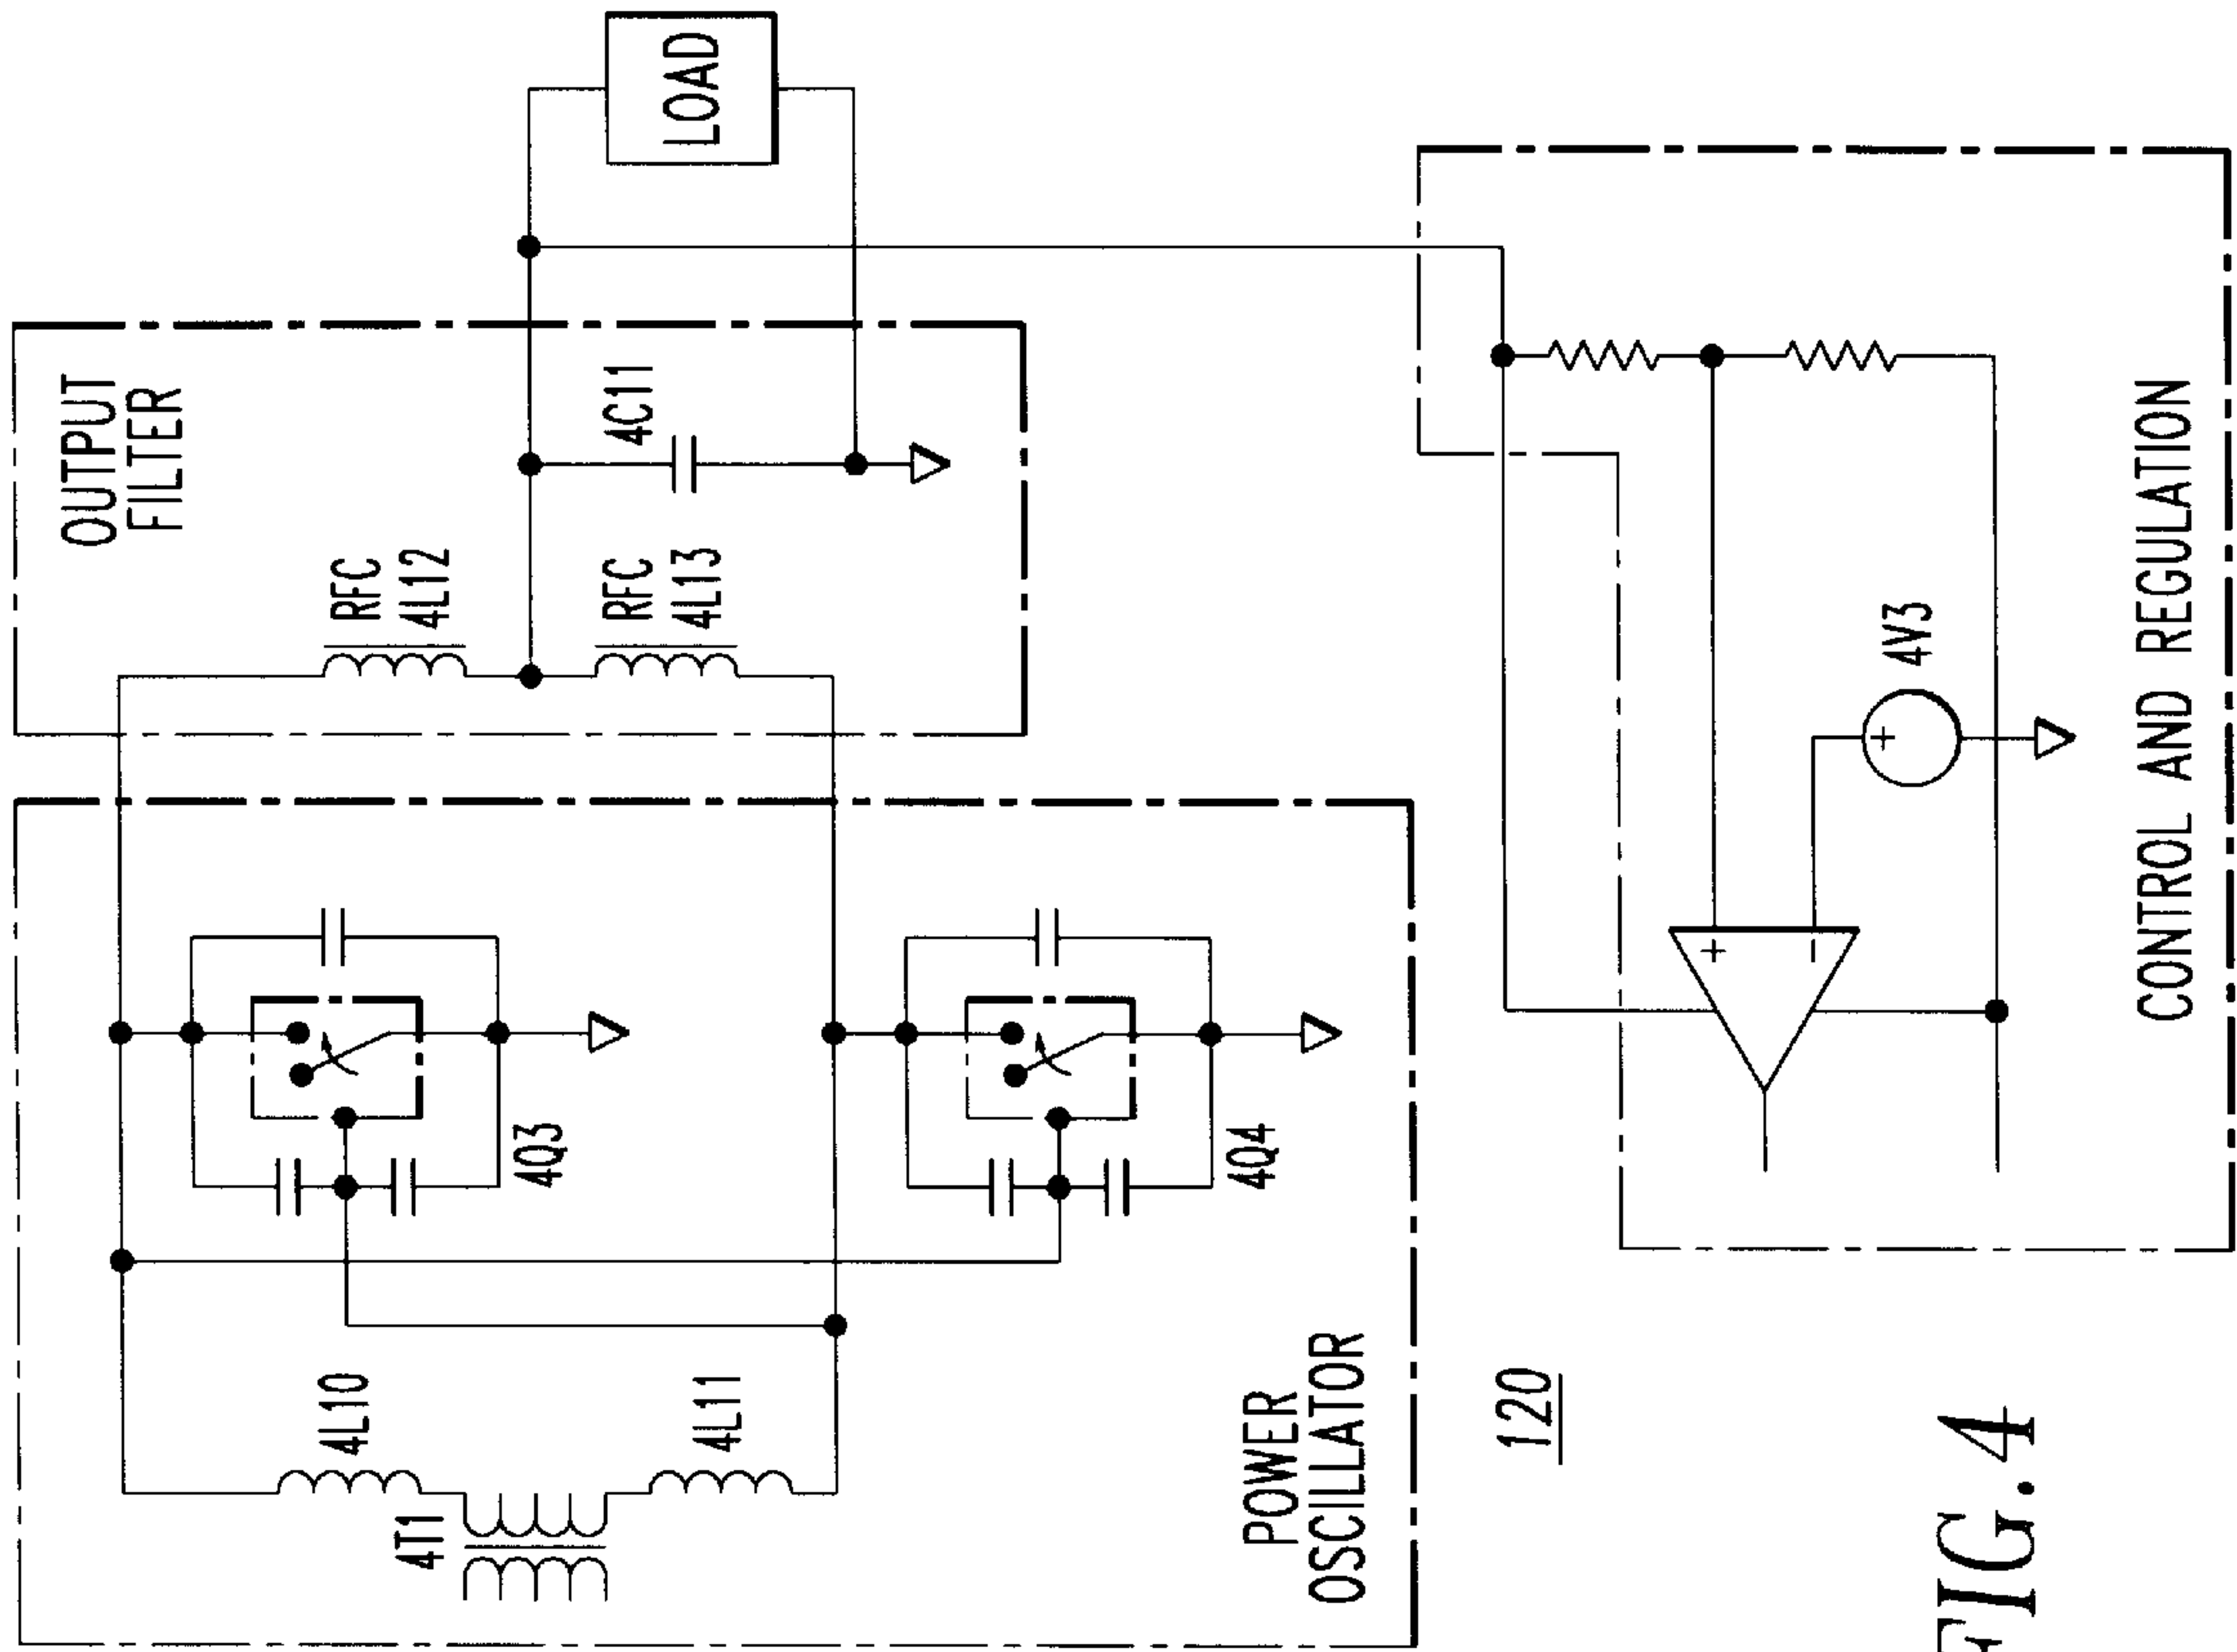 4T1
4L10
4L11
POWER
OSCILLATOR
4Q3
4Q4
OUTPUT
FILTER
RFC
4L12
RFC
4L13
4C11
LOAD
+
−
+
4V3
CONTROL AND REGULATION
120
FIG. 4